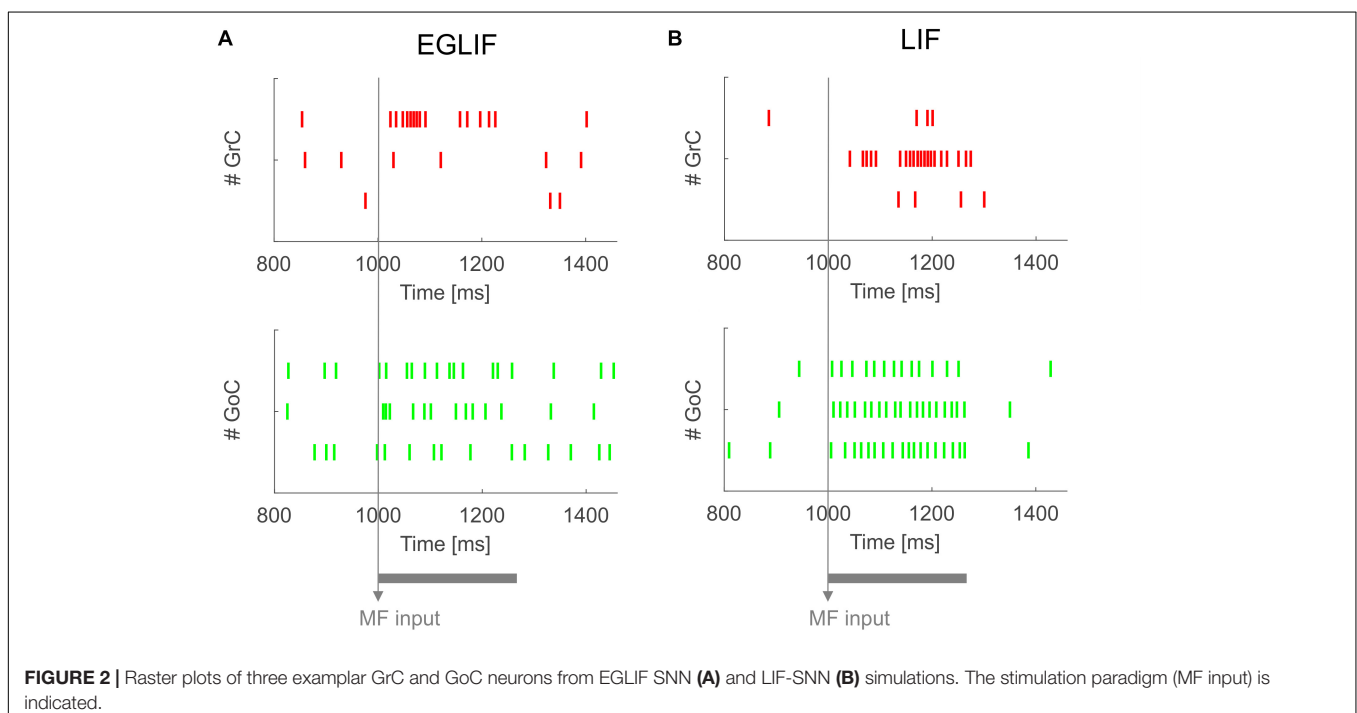 A
EGLIF
# GrC
800 1000 1200 1400
Time [ms]
# GoC
800 1000 1200 1400
Time [ms]
MF input
B
LIF
# GrC
800 1000 1200 1400
Time [ms]
# GoC
800 1000 1200 1400
Time [ms]
MF input
FIGURE 2 | Raster plots of three examplar GrC and GoC neurons from EGLIF SNN (A) and LIF-SNN (B) simulations. The stimulation paradigm (MF input) is
indicated.